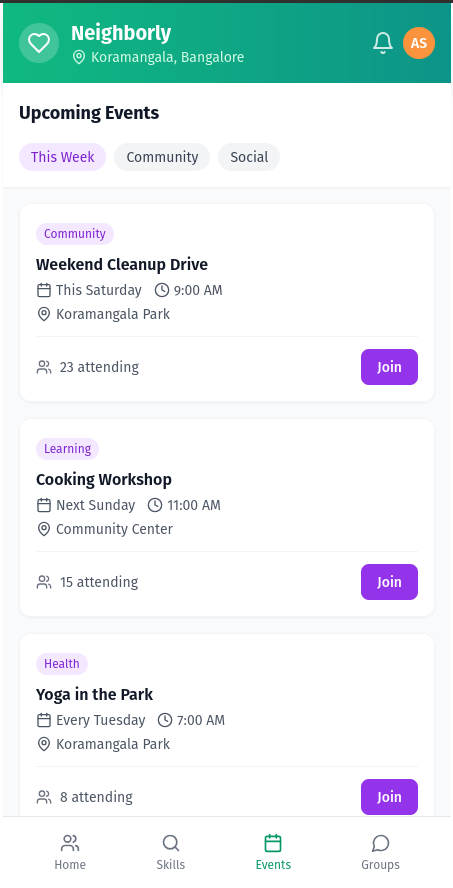 Neighborly
Koramangala, Bangalore
AS
Upcoming Events
This Week Community Social
Community
Weekend Cleanup Drive
This Saturday 9:00 AM
Koramangala Park
23 attending Join
Learning
Cooking Workshop
Next Sunday 11:00 AM
Community Center
15 attending Join
Health
Yoga in the Park
Every Tuesday 7:00 AM
Koramangala Park
8 attending Join
Home Skills Events Groups